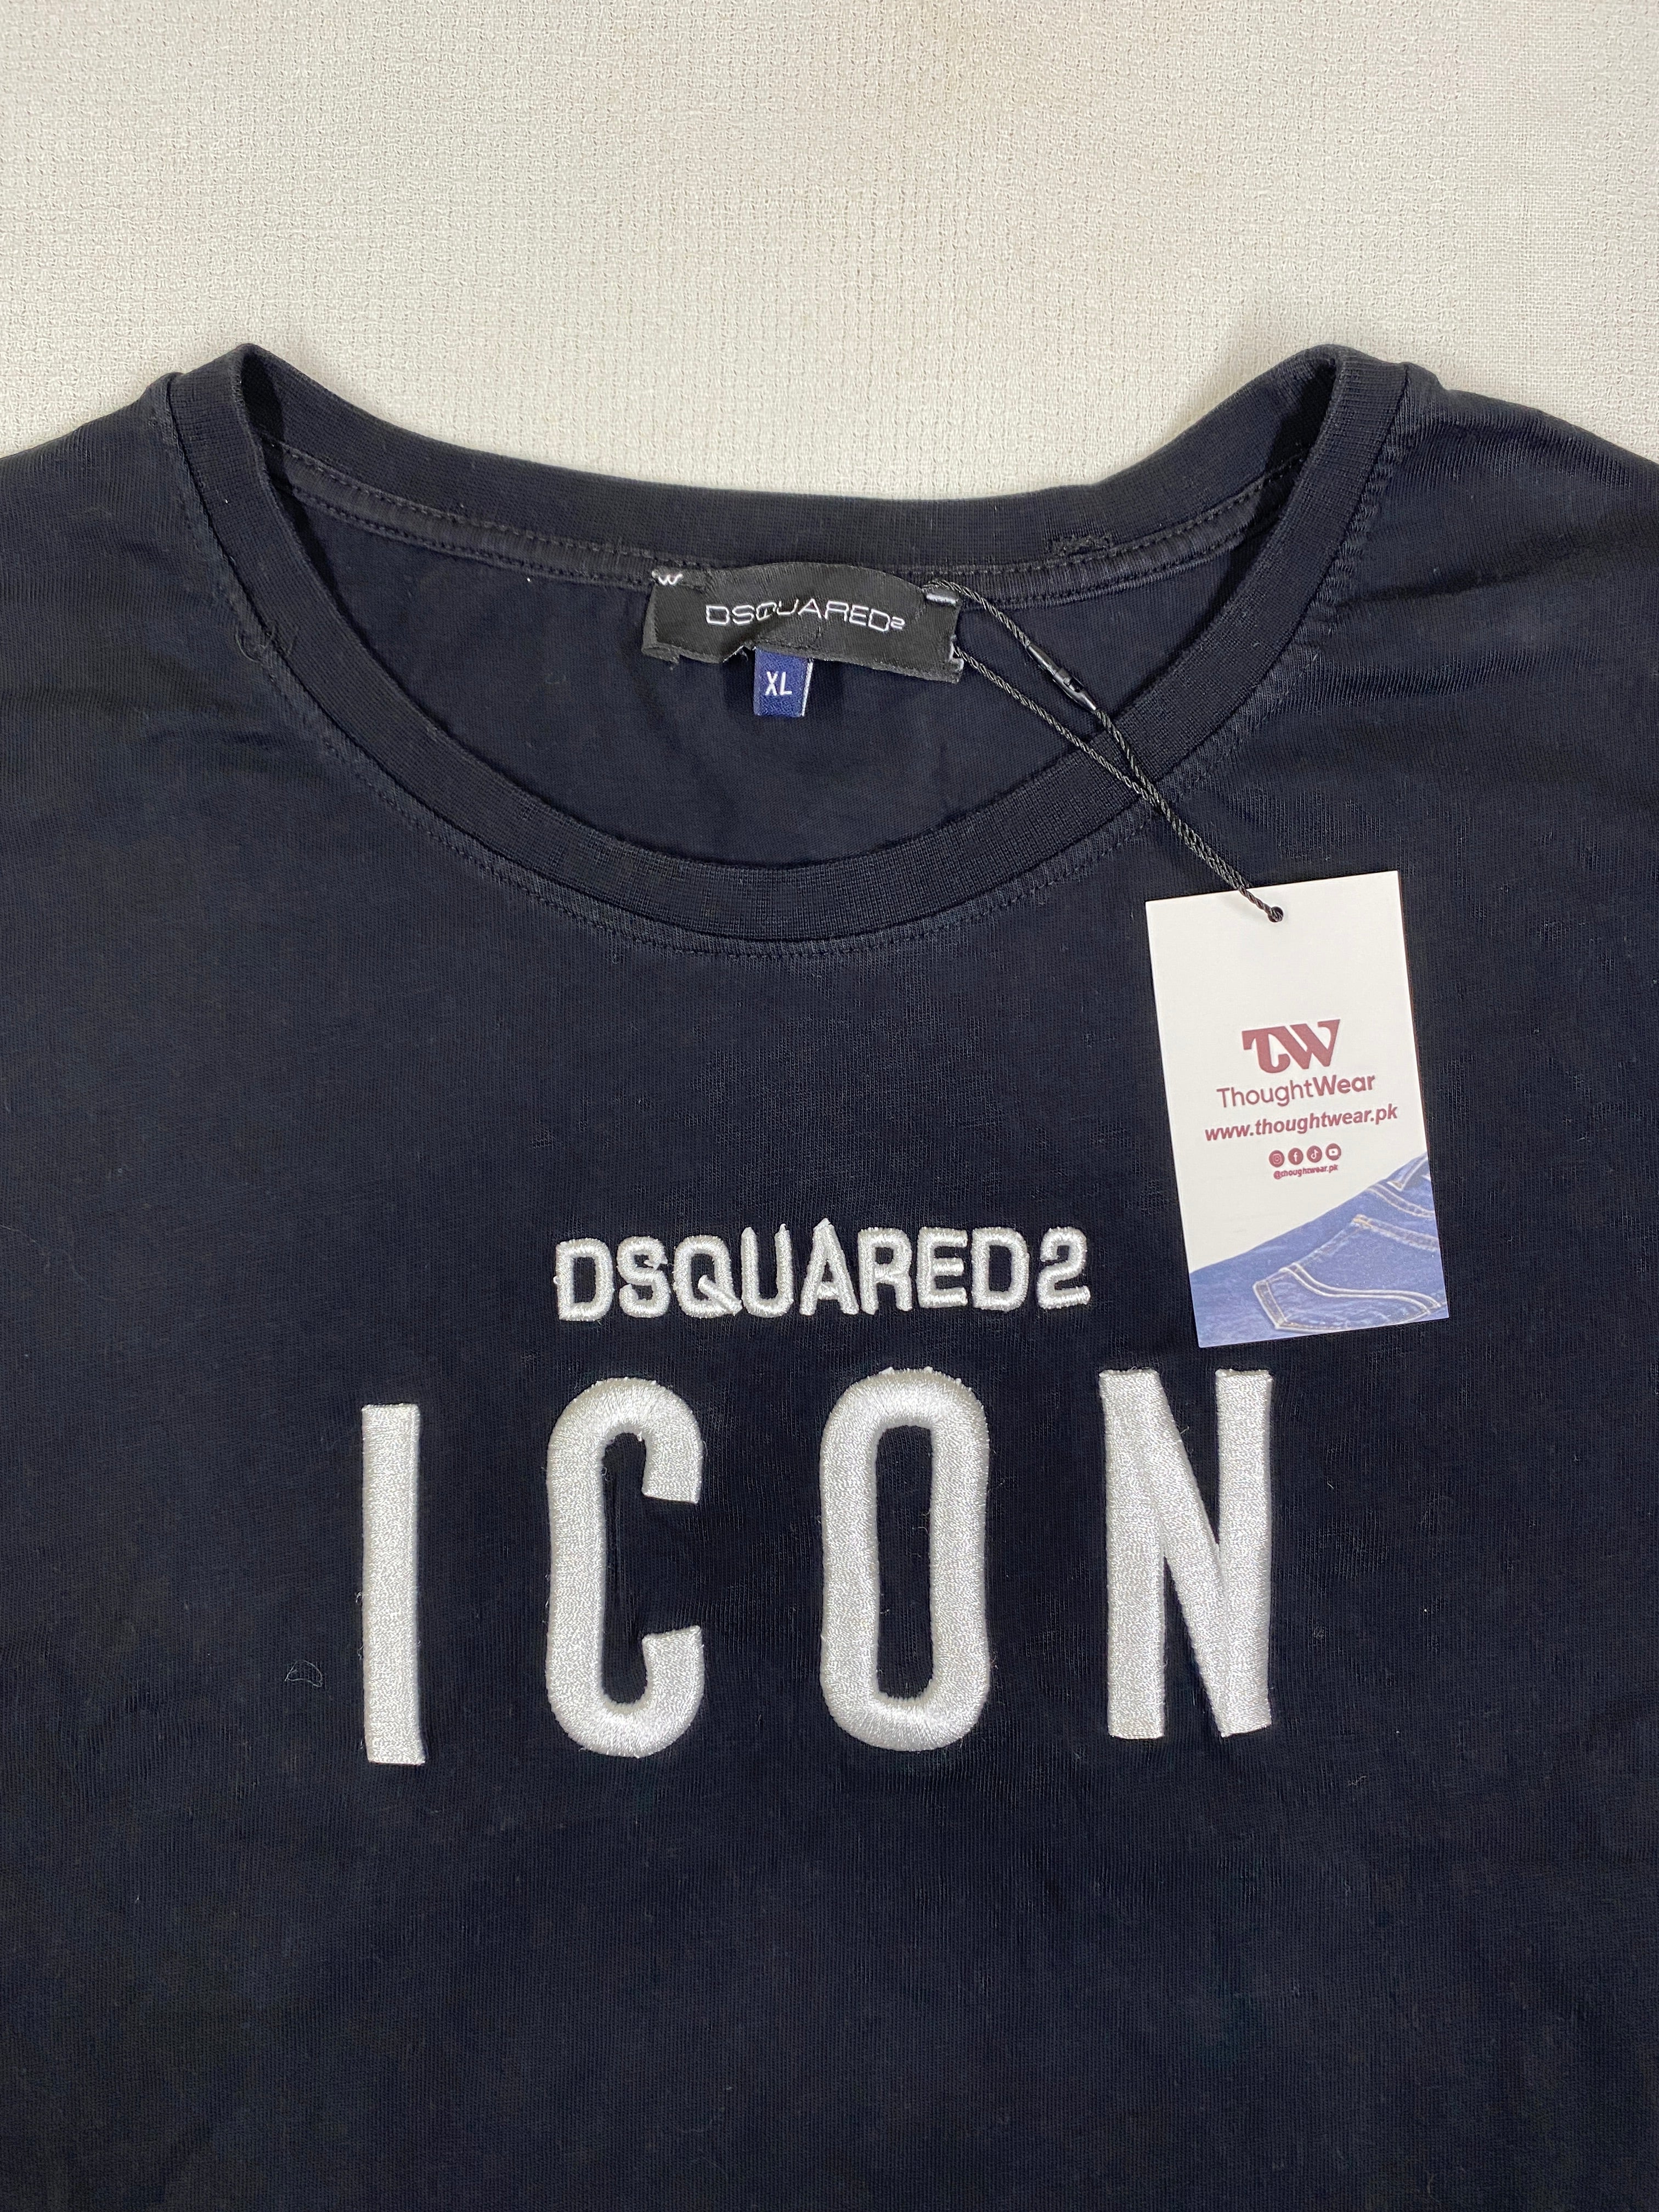 DSQUARED²
XL
TW
ThoughtWear
www.thoughtwear.pk
@thoughtwear.pk
DSQUARED2
ICON